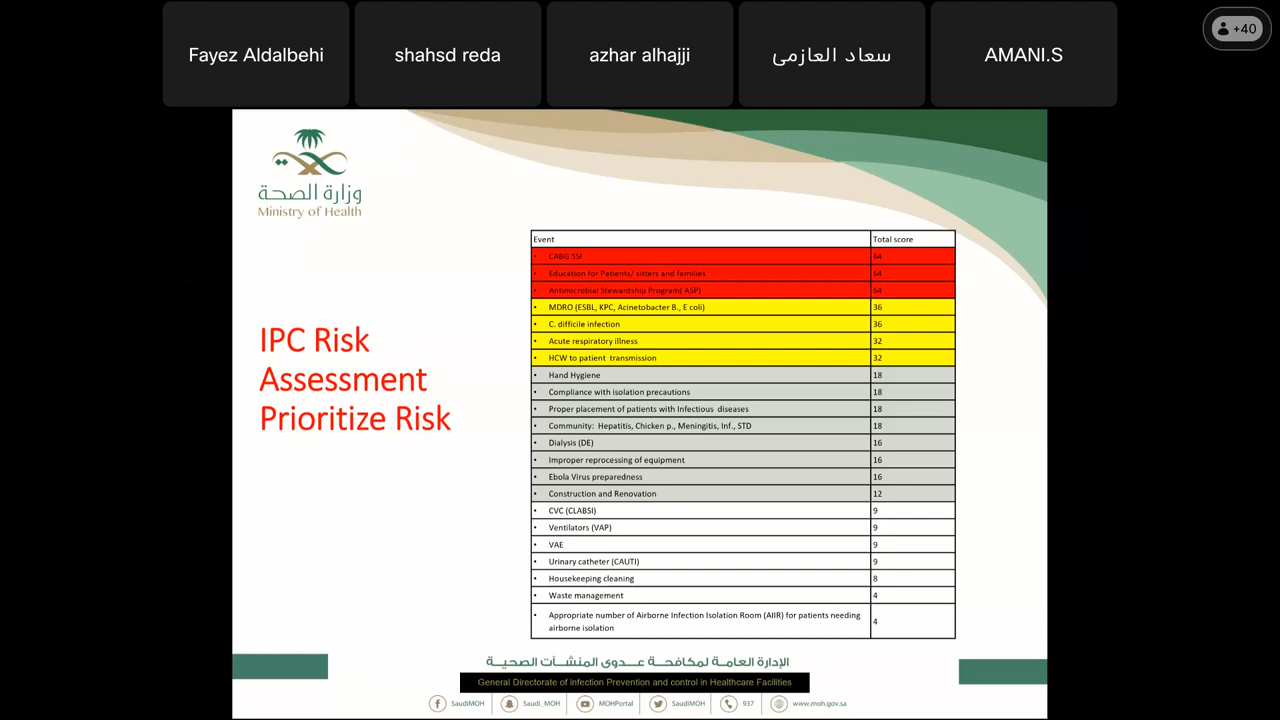 Fayez Aldalbehi
shahsd reda
azhar alhajji
سعاد العازمى
AMANI.S
+40
وزارة الصحة
Ministry of Health
IPC Risk
Assessment
Prioritize Risk
Event Total score
• CABG SSI 64
• Education for Patients/ sitters and families 64
• Antimicrobial Stewardship Program( ASP) 64
• MDRO (ESBL, KPC, Acinetobacter B., E coli) 36
• C. difficile infection 36
• Acute respiratory illness 32
• HCW to patient transmission 32
• Hand Hygiene 18
• Compliance with isolation precautions 18
• Proper placement of patients with Infectious diseases 18
• Community: Hepatitis, Chicken p., Meningitis, Inf., STD 18
• Dialysis (DE) 16
• Improper reprocessing of equipment 16
• Ebola Virus preparedness 16
• Construction and Renovation 12
• CVC (CLABSI) 9
• Ventilators (VAP) 9
• VAE 9
• Urinary catheter (CAUTI) 9
• Housekeeping cleaning 8
• Waste management 4
• Appropriate number of Airborne Infection Isolation Room (AIIR) for patients needing
airborne isolation 4
الإدارة العامة لمكافحة عدوى المنشآت الصحية
General Directorate of infection Prevention and control in Healthcare Facilities
SaudiMOH Saudi_MOH MOHPortal SaudiMOH 937 www.moh.gov.sa